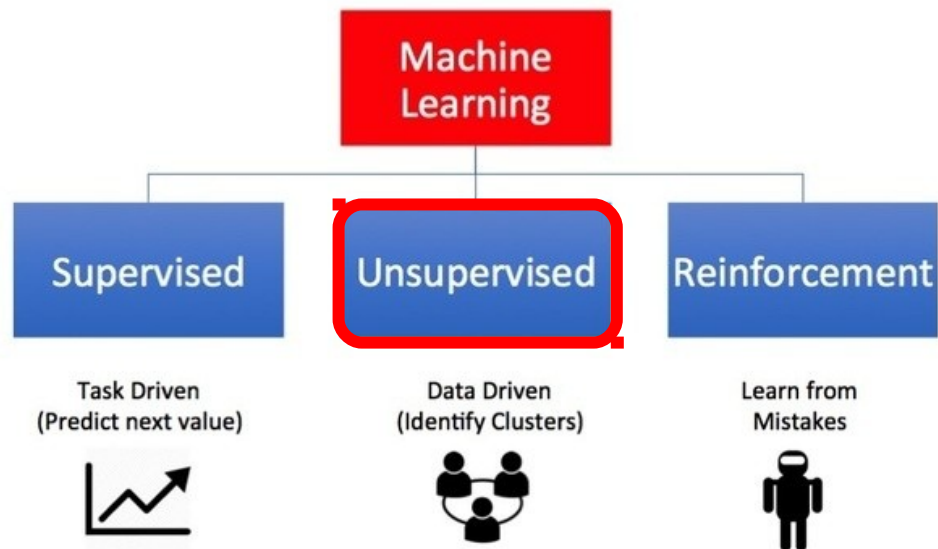 Machine
Learning
Supervised
Unsupervised
Reinforcement
Task Driven
(Predict next value)
Data Driven
(Identify Clusters)
Learn from
Mistakes